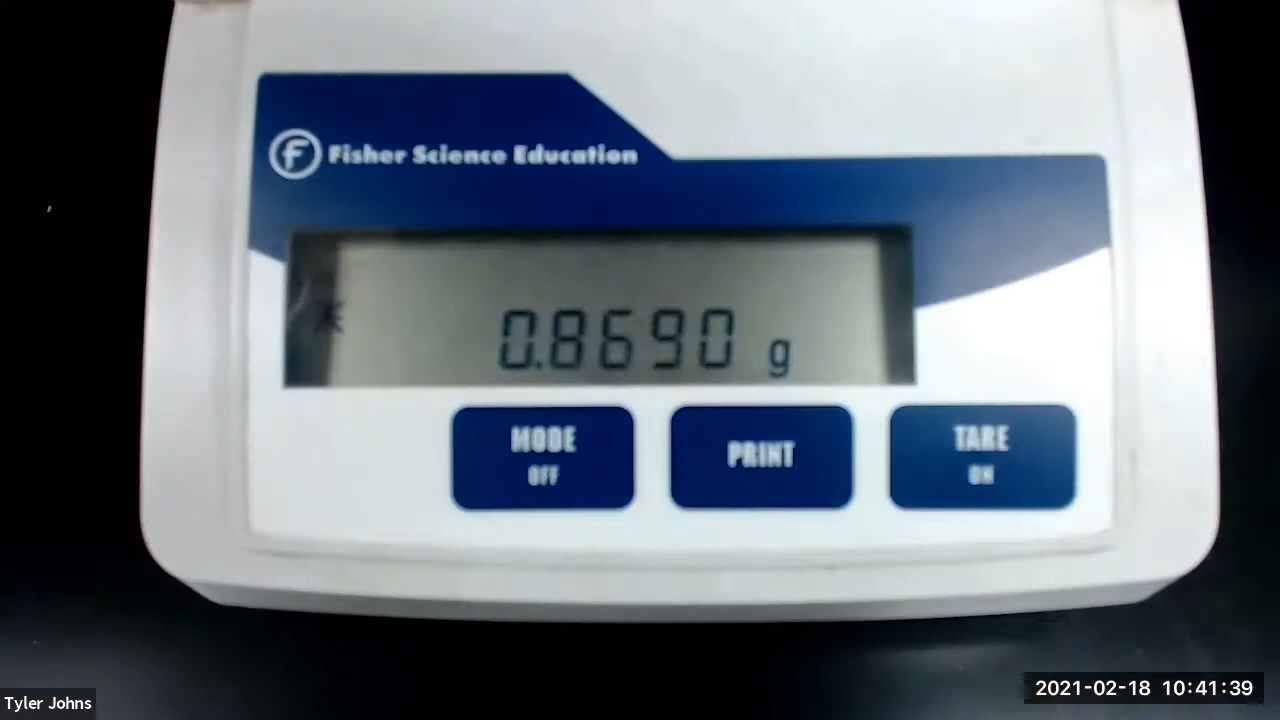 Fisher Science Education
0.8690 g
MODE
OFF
PRINT
TARE
ON
Tyler Johns
2021-02-18 10:41:39